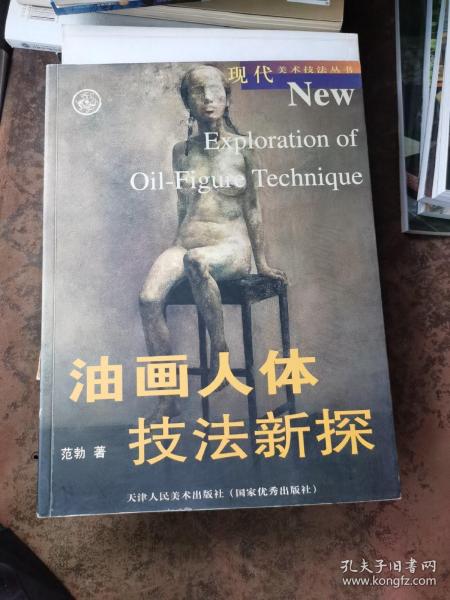 现代美术技法丛书
New
Exploration of
Oil-Figure Technique
油画人体
技法新探
范勃 著
天津人民美术出版社（国家优秀出版社）
孔夫子旧书网
www.kongfz.com